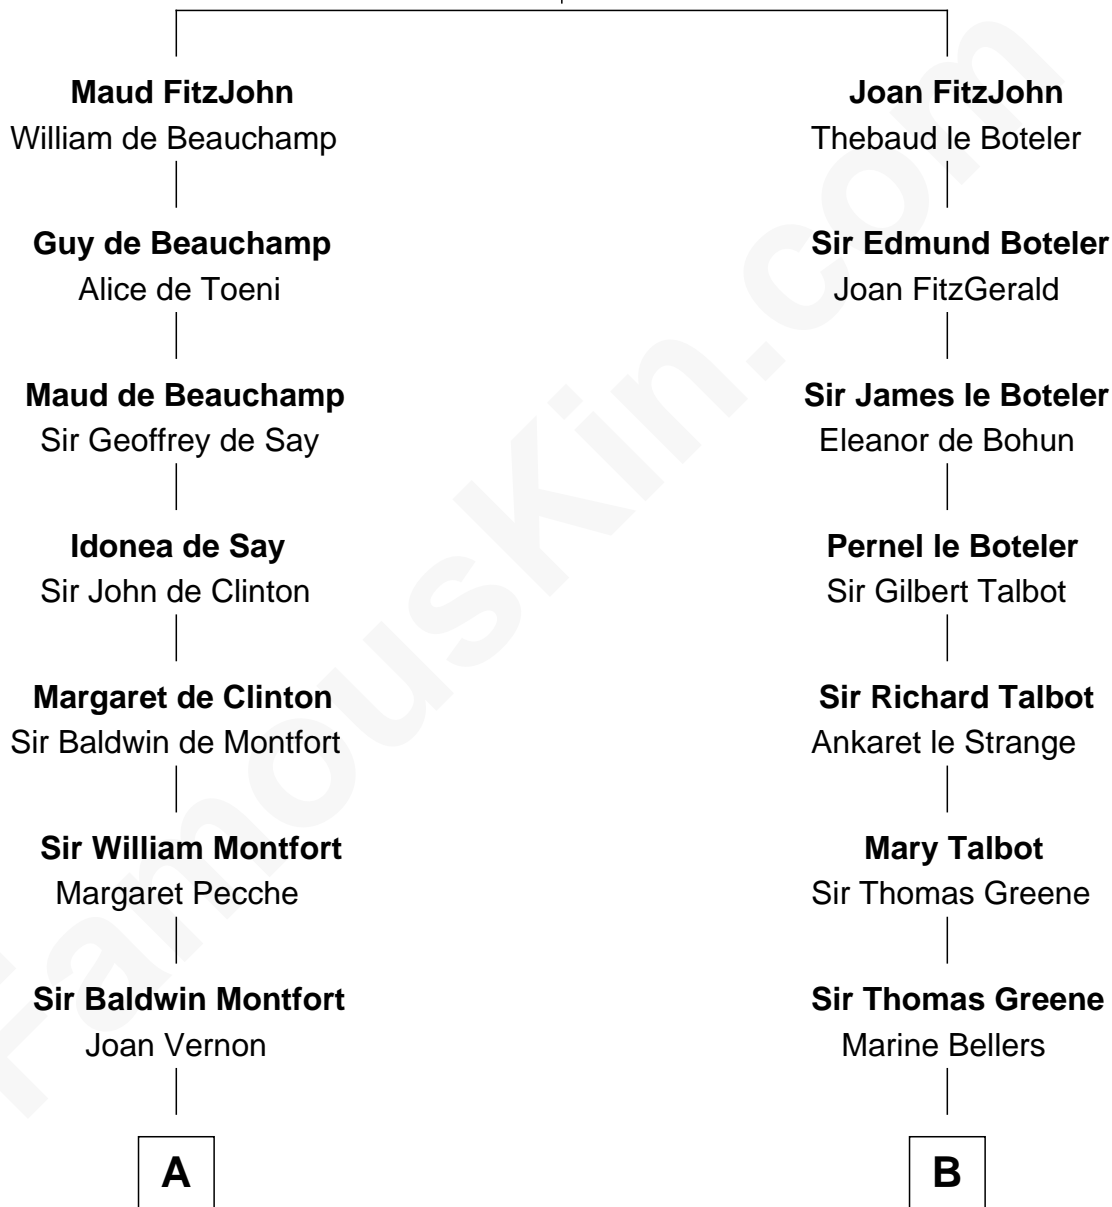 Maud FitzJohn
William de Beauchamp
Guy de Beauchamp
Alice de Toeni
Maud de Beauchamp
Sir Geoffrey de Say
Idonea de Say
Sir John de Clinton
Margaret de Clinton
Sir Baldwin de Montfort
Sir William Montfort
Margaret Pecche
Sir Baldwin Montfort
Joan Vernon
A
Joan FitzJohn
Thebaud le Boteler
Sir Edmund Boteler
Joan FitzGerald
Sir James le Boteler
Eleanor de Bohun
Pernel le Boteler
Sir Gilbert Talbot
Sir Richard Talbot
Ankaret le Strange
Mary Talbot
Sir Thomas Greene
Sir Thomas Greene
Marine Bellers
B
FamousKin.com